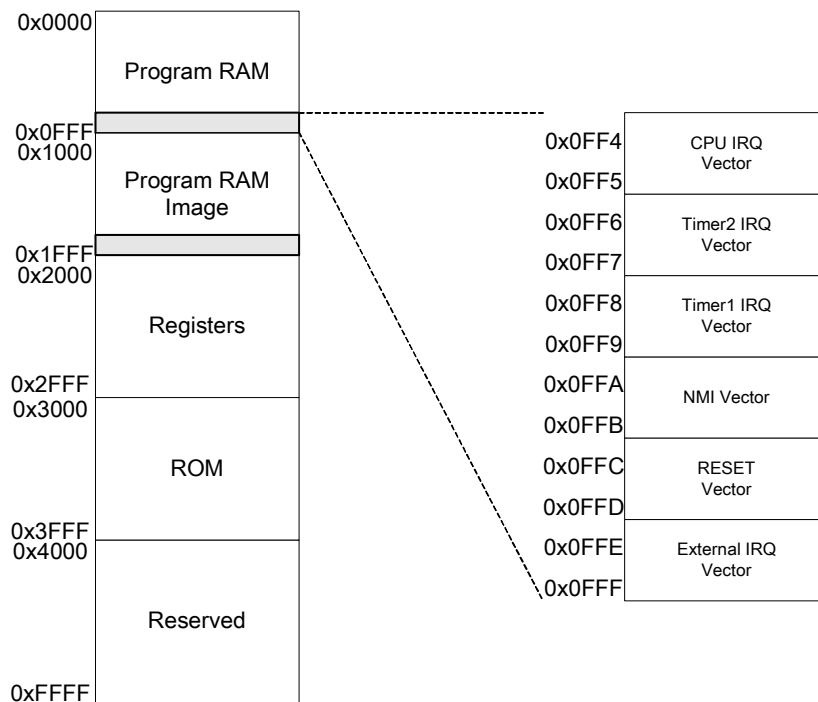 0x0000
Program RAM
0x0FFF
0x1000
Program RAM
Image
0x1FFF
0x2000
Registers
0x2FFF
0x3000
ROM
0x3FFF
0x4000
Reserved
0xFFFF
0x0FF4
CPU IRQ
Vector
0x0FF5
0x0FF6
Timer2 IRQ
Vector
0x0FF7
0x0FF8
Timer1 IRQ
Vector
0x0FF9
0x0FFA
NMI Vector
0x0FFB
0x0FFC
RESET
Vector
0x0FFD
0x0FFE
External IRQ
Vector
0x0FFF